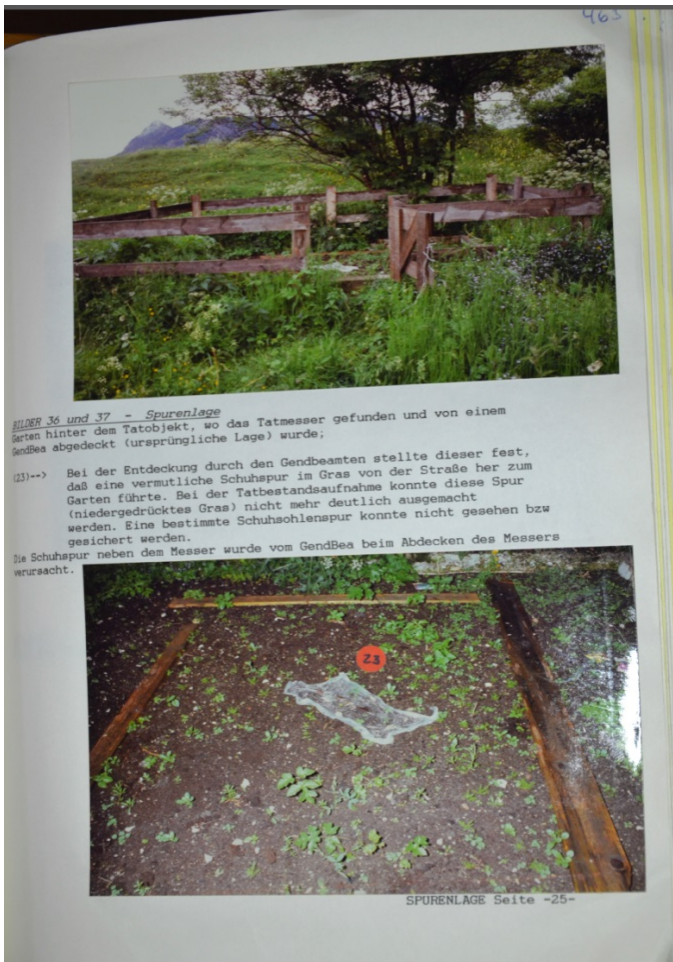 463
BILDER 36 und 37 - Spurenlage
Garten hinter dem Tatobjekt, wo das Tatmesser gefunden und von einem
GendBea abgedeckt (ursprüngliche Lage) wurde;
(23)--> Bei der Entdeckung durch den Gendbeamten stellte dieser fest,
daß eine vermutliche Schuhspur im Gras von der Straße her zum
Garten führte. Bei der Tatbestandsaufnahme konnte diese Spur
(niedergedrücktes Gras) nicht mehr deutlich ausgemacht
werden. Eine bestimmte Schuhsohlenspur konnte nicht gesehen bzw
gesichert werden.
Die Schuhspur neben dem Messer wurde vom GendBea beim Abdecken des Messers
verursacht.
23
SPURENLAGE Seite -25-